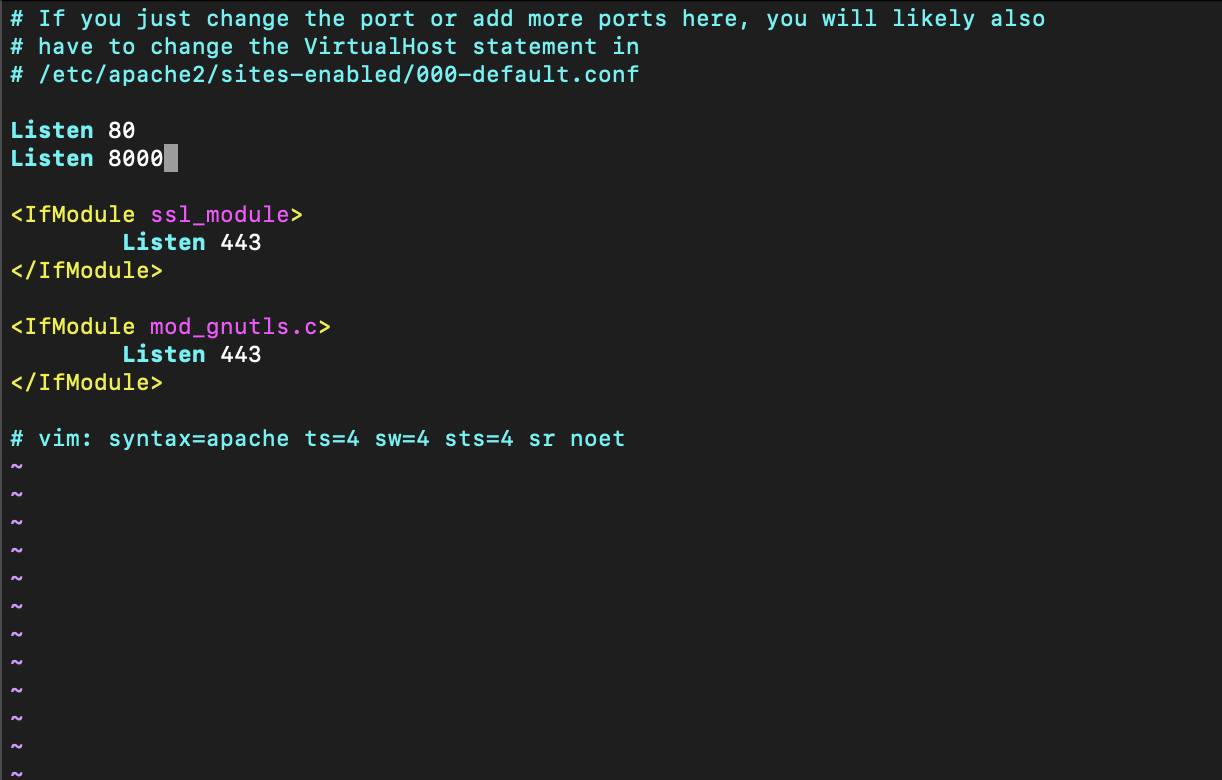 # If you just change the port or add more ports here, you will likely also
# have to change the VirtualHost statement in
# /etc/apache2/sites-enabled/000-default.conf

Listen 80
Listen 8000

<IfModule ssl_module>
        Listen 443
</IfModule>

<IfModule mod_gnutls.c>
        Listen 443
</IfModule>

# vim: syntax=apache ts=4 sw=4 sts=4 sr noet
~
~
~
~
~
~
~
~
~
~
~
~